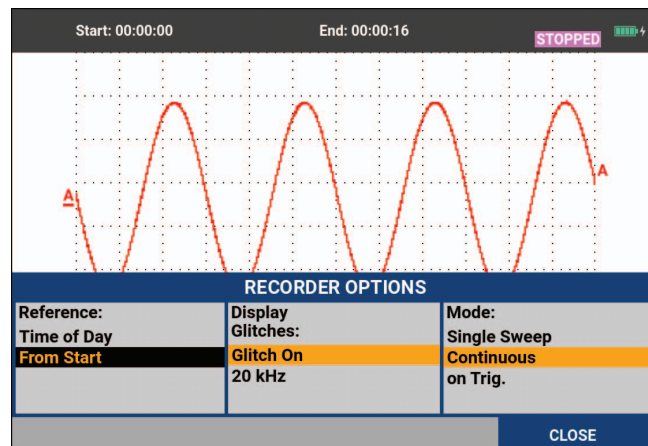 Start: 00:00:00 End: 00:00:16 STOPPED
A
A
RECORDER OPTIONS
Reference:
Time of Day
From Start
Display
Glitches:
Glitch On
20 kHz
Mode:
Single Sweep
Continuous
on Trig.
CLOSE